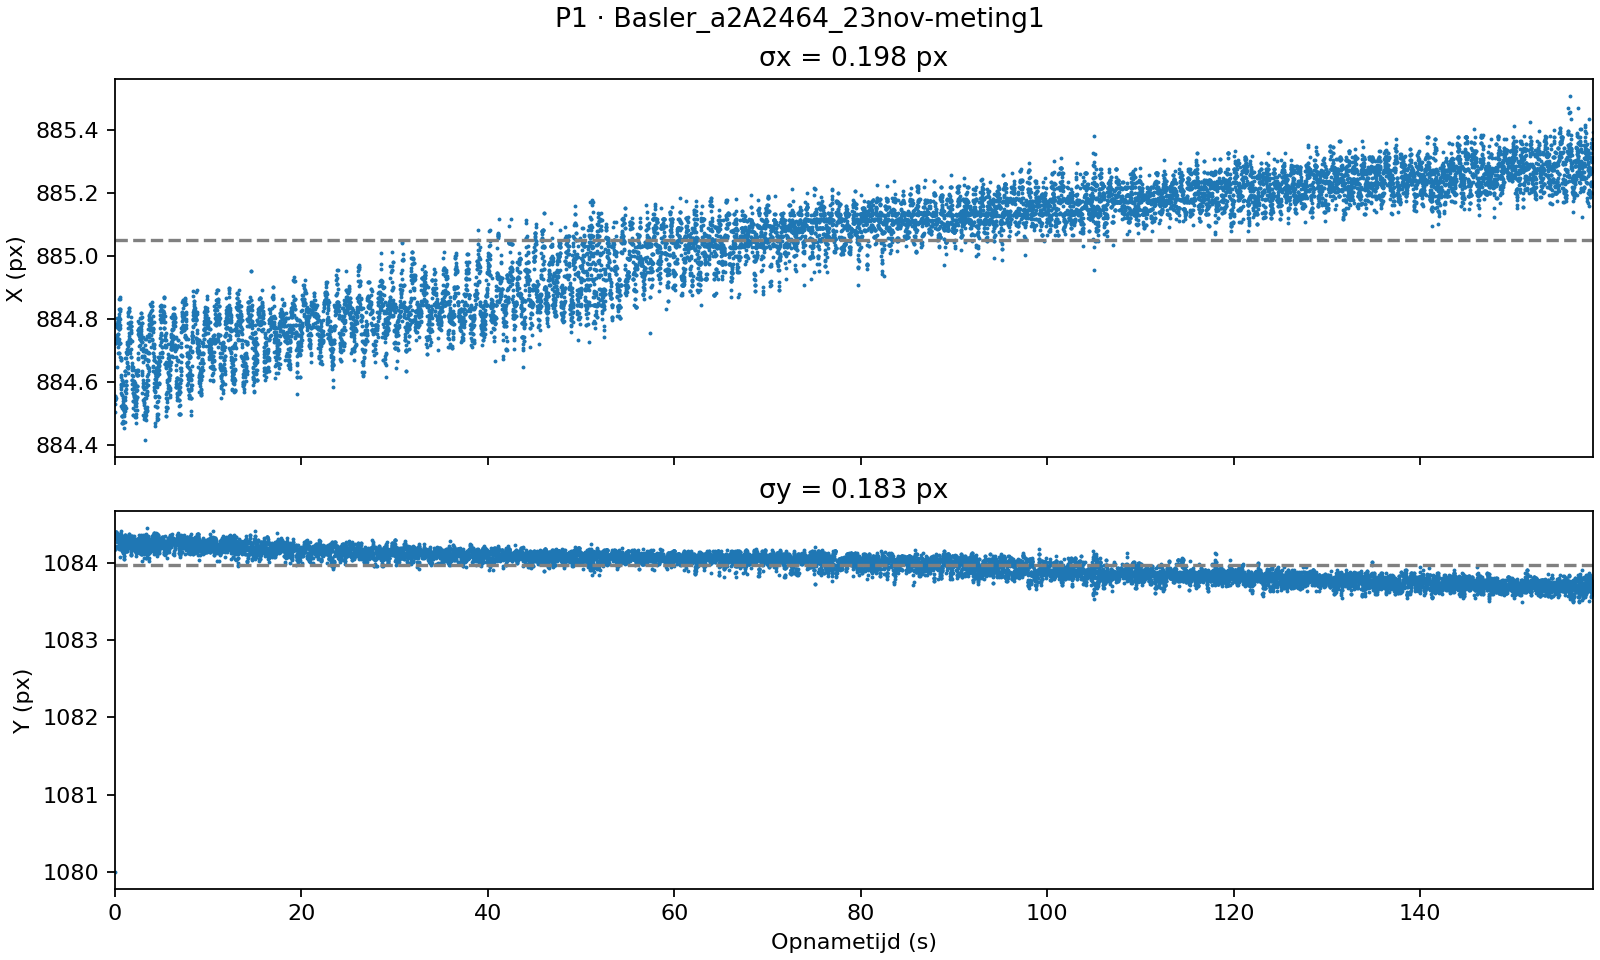 P1 · Basler_a2A2464_23nov-meting1
σx = 0.198 px
885.4
885.2
885.0
884.8
884.6
884.4
X (px)
σy = 0.183 px
1084
1083
1082
1081
1080
Y (px)
0 20 40 60 80 100 120 140
Opnametijd (s)